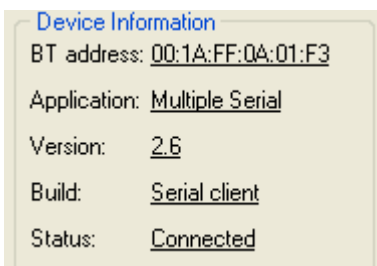 Device Information
BT address: 00:1A:FF:0A:01:F3
Application: Multiple Serial
Version: 2.6
Build: Serial client
Status: Connected